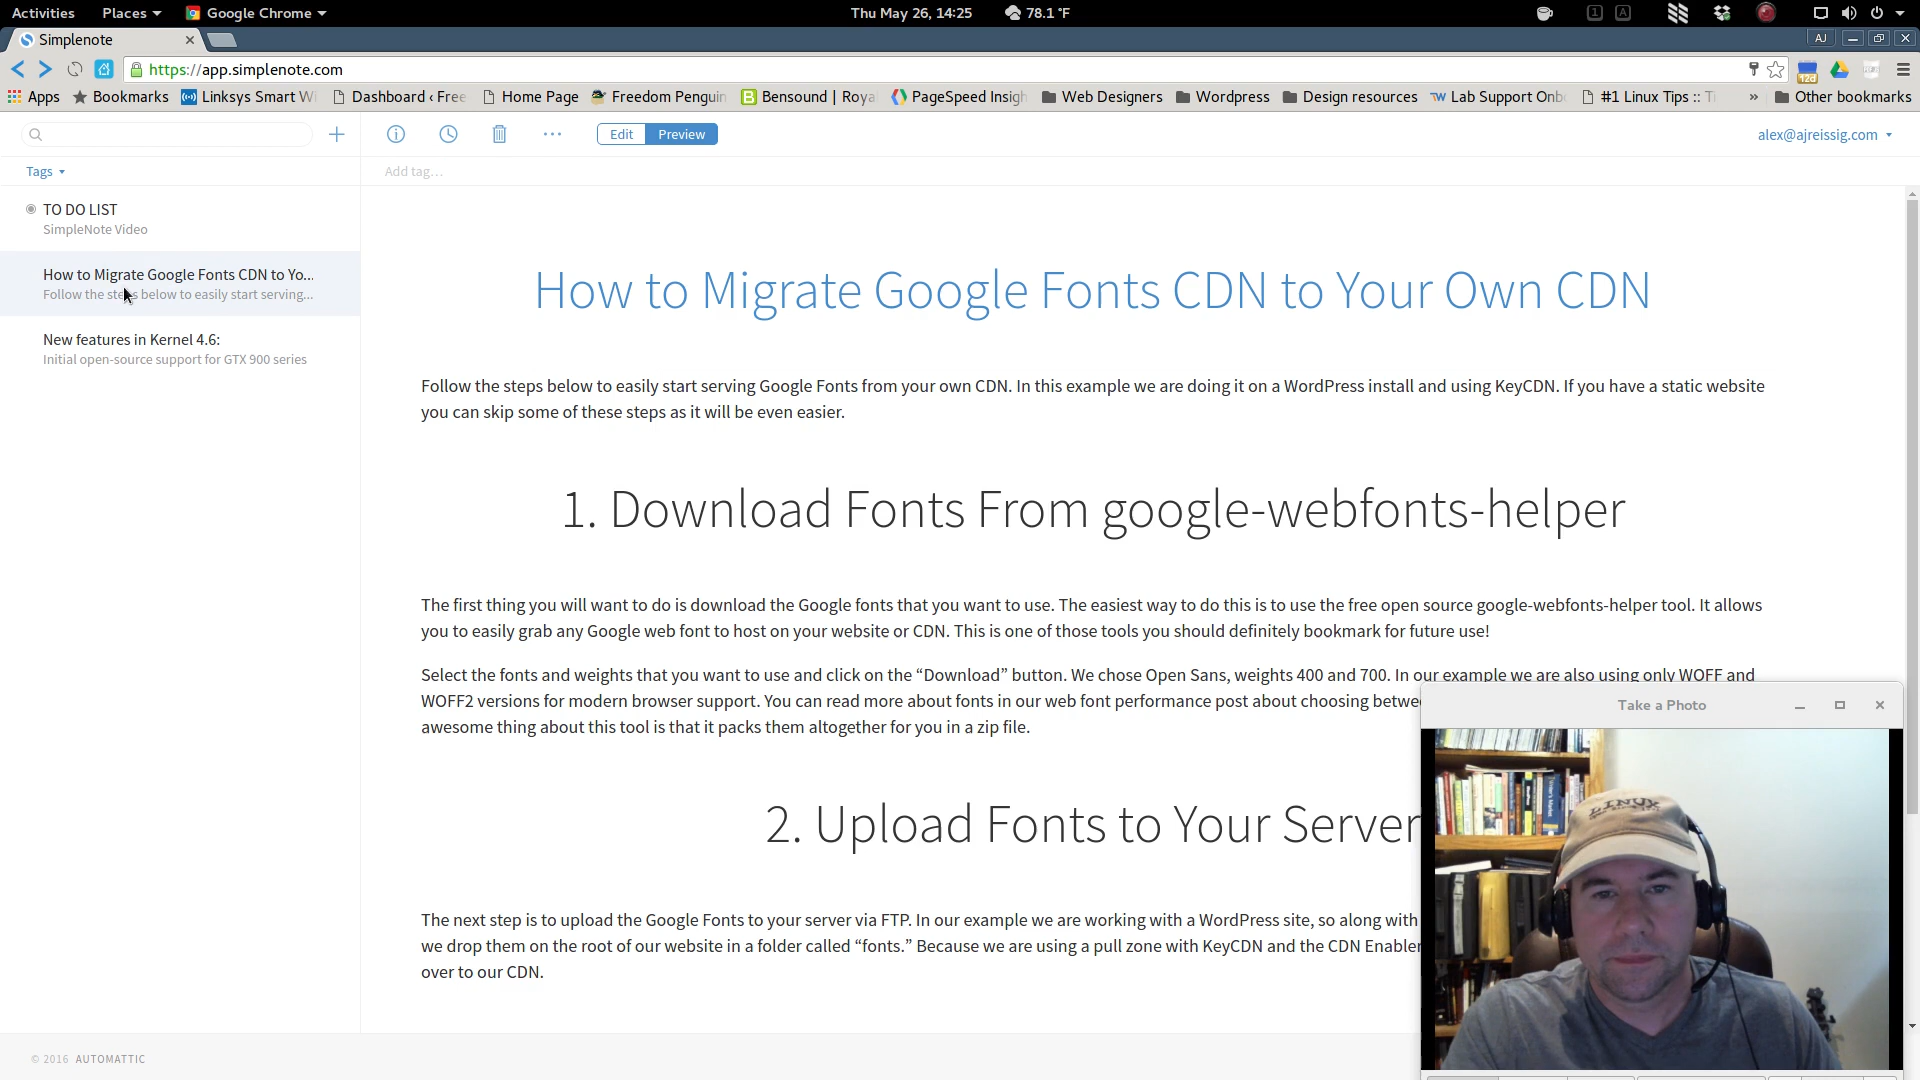 Activities Places Google Chrome Thu May 26, 14:25 78.1 °F 1 A
Simplenote AJ
https://app.simplenote.com 12d
Apps Bookmarks Linksys Smart Wi Dashboard ‹ Free Home Page Freedom Penguin Bensound | Roya PageSpeed Insigh Web Designers Wordpress Design resources Lab Support Onb #1 Linux Tips :: Ti » Other bookmarks
Edit Preview alex@ajreissig.com
Tags Add tag…
TO DO LIST
SimpleNote Video
How to Migrate Google Fonts CDN to Yo...
Follow the steps below to easily start serving...
New features in Kernel 4.6:
Initial open-source support for GTX 900 series
How to Migrate Google Fonts CDN to Your Own CDN
Follow the steps below to easily start serving Google Fonts from your own CDN. In this example we are doing it on a WordPress install and using KeyCDN. If you have a static website
you can skip some of these steps as it will be even easier.
1. Download Fonts From google-webfonts-helper
The first thing you will want to do is download the Google fonts that you want to use. The easiest way to do this is to use the free open source google-webfonts-helper tool. It allows
you to easily grab any Google web font to host on your website or CDN. This is one of those tools you should definitely bookmark for future use!
Select the fonts and weights that you want to use and click on the “Download” button. We chose Open Sans, weights 400 and 700. In our example we are also using only WOFF and
WOFF2 versions for modern browser support. You can read more about fonts in our web font performance post about choosing betwe
awesome thing about this tool is that it packs them altogether for you in a zip file.
2. Upload Fonts to Your Server
The next step is to upload the Google Fonts to your server via FTP. In our example we are working with a WordPress site, so along with
we drop them on the root of our website in a folder called “fonts.” Because we are using a pull zone with KeyCDN and the CDN Enabler
over to our CDN.
Take a Photo
LINUX
© 2016 AUTOMATTIC